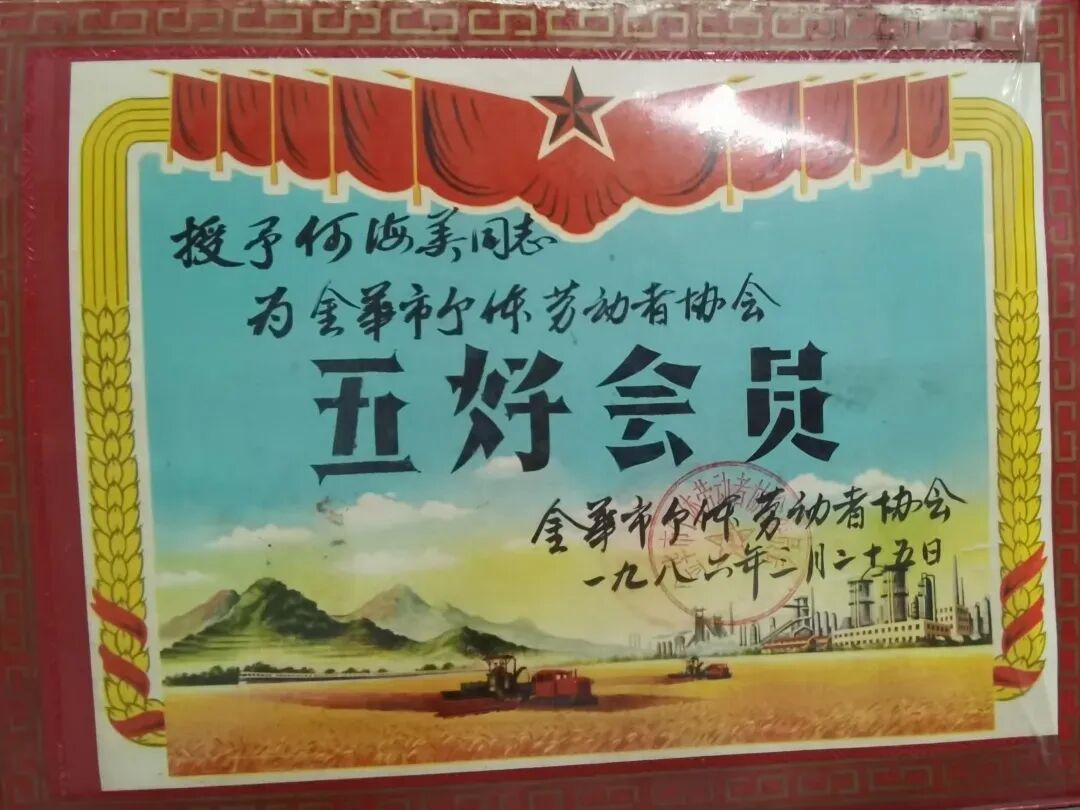 授予何海美同志
为金华市个体劳动者协会
五好会员
金华市个体劳动者协会
一九八六年二月二十五日